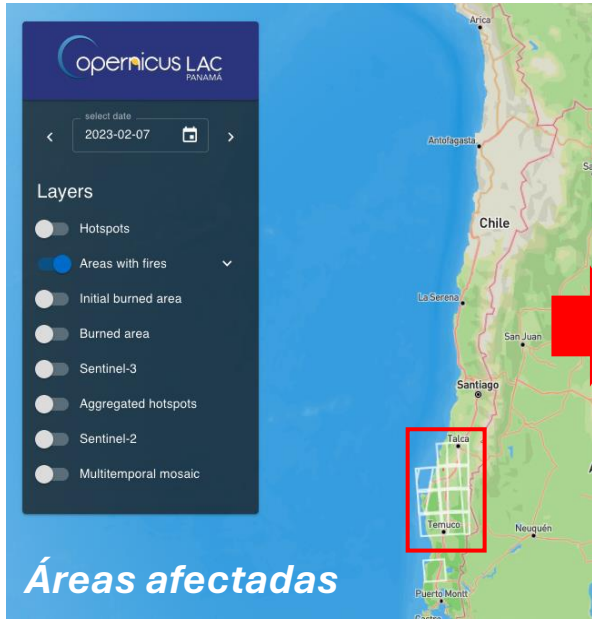 Copernicus LAC
PANAMÁ
select date
2023-02-07
Layers
Hotspots
Areas with fires
Initial burned area
Burned area
Sentinel-3
Aggregated hotspots
Sentinel-2
Multitemporal mosaic
Áreas afectadas
Arica
Antofagasta
Chile
La Serena
San Juan
Santiago
Talca
Temuco
Neuquén
Puerto Montt